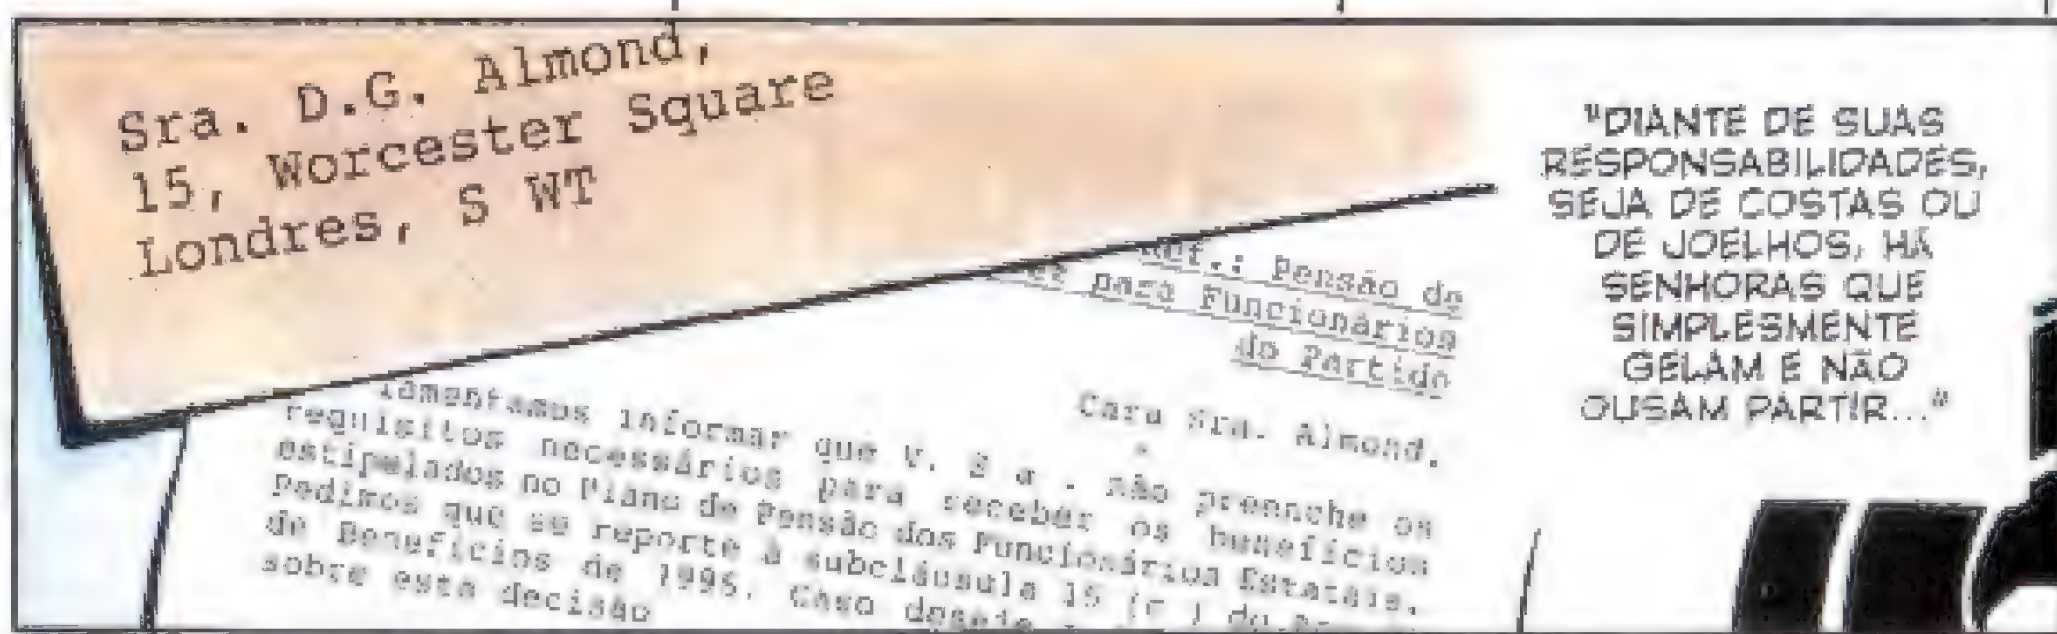 Sra. D.G. Almond,
15, Worcester Square
Londres, S WT
Ref.: Pensão de
para Funcionários
do Partido
Cara Sra. Almond,
informar que V. S a . não preenche os
requisitos necessários para receber os benefícios
estipulados no Plano de Pensão dos Funcionários Estatais.
Pedimos que se reporte à subcláusula 15 (C ) do
de Benefícios de 1995. Caso deseje
sobre esta decisão
"DIANTE DE SUAS
RESPONSABILIDADES,
SEJA DE COSTAS OU
DE JOELHOS, HÁ
SENHORAS QUE
SIMPLESMENTE
GELAM E NÃO
OUSAM PARTIR..."